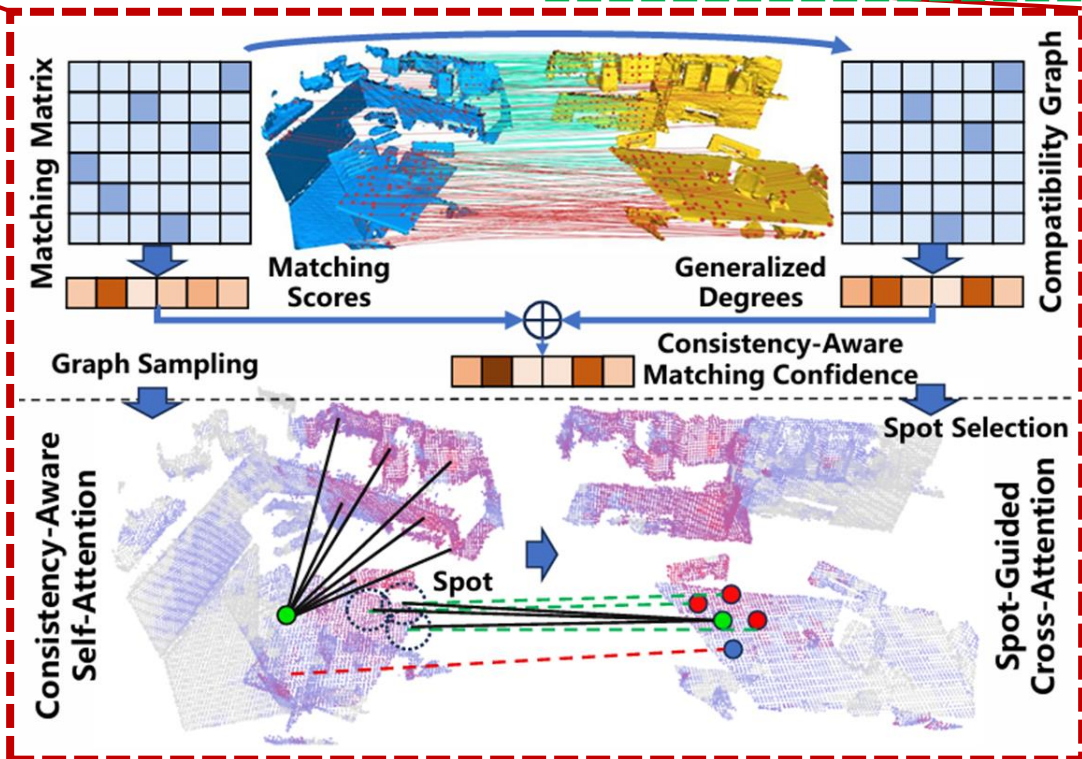 Matching Matrix
Compatibility Graph
Matching
Scores
Generalized
Degrees
Consistency-Aware
Matching Confidence
Graph Sampling
Spot Selection
Consistency-Aware
Self-Attention
Spot
Spot-Guided
Cross-Attention